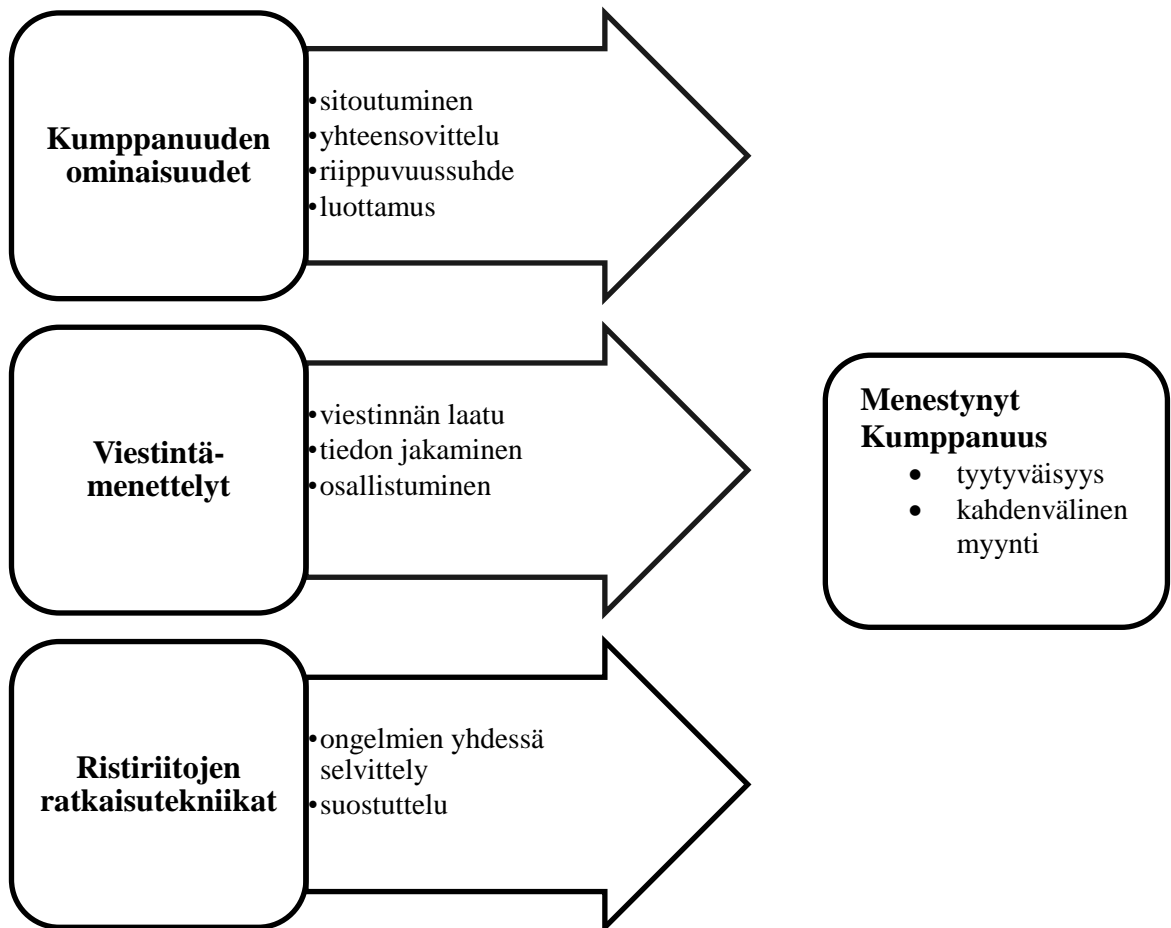 Kumppanuuden
ominaisuudet
•sitoutuminen
•yhteensovittelu
•riippuvuussuhde
•luottamus
Viestintä-
menettelyt
•viestinnän laatu
•tiedon jakaminen
•osallistuminen
Ristiriitojen
ratkaisutekniikat
•ongelmien yhdessä
selvittely
•suostuttelu
Menestynyt
Kumppanuus
• tyytyväisyys
• kahdenvälinen
myynti